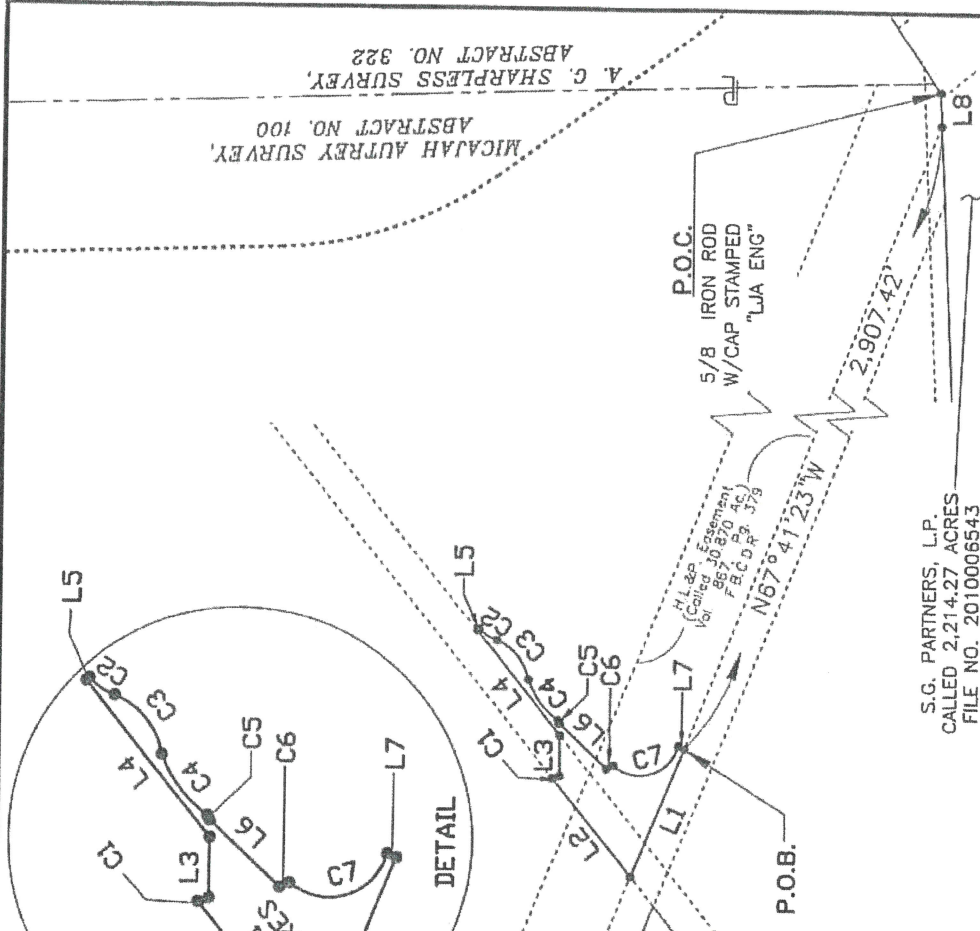 A. C. SHARPLESS SURVEY,
ABSTRACT NO. 322
MICAJAH AUTREY SURVEY,
ABSTRACT NO. 100
P.O.C.
5/8 IRON ROD
W/CAP STAMPED
"LJA ENG"
L8
2,907.42'
N67°41'23"W
H.L.&P. Easement
(Called 30.870 Ac.)
Vol 867, Pg. 379
F.B.C.D.R.
S.G. PARTNERS, L.P.
CALLED 2,214.27 ACRES
FILE NO. 2010006543
L5
C2
C3
L4
C4
C1
C5
L3
L6
C6
C7
L7
L2
L1
P.O.B.
L5
C2
C3
L4
C4
C1
C5
L3
L6
C6
C7
L7
DETAIL